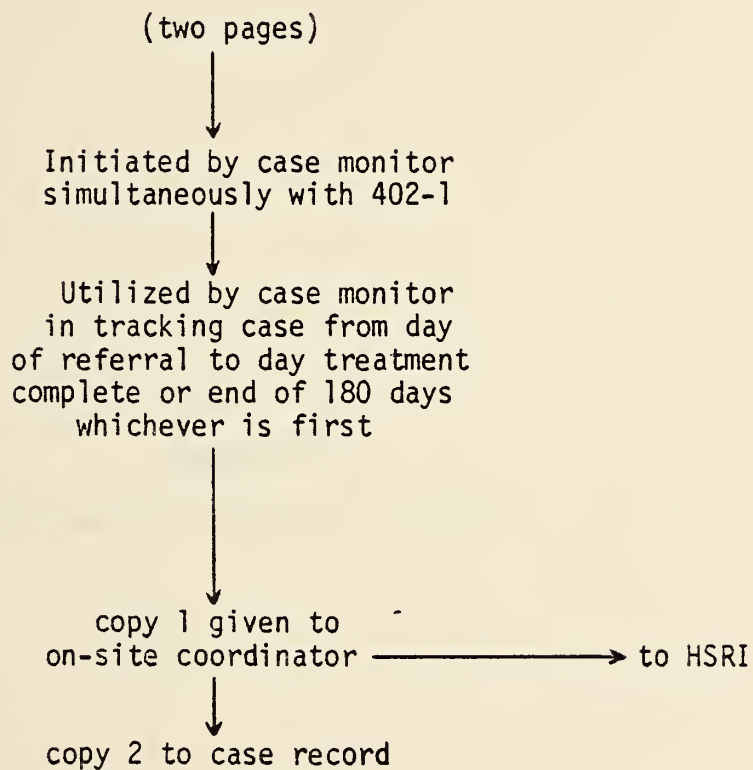 (two pages)
Initiated by case monitor
simultaneously with 402-1
Utilized by case monitor
in tracking case from day
of referral to day treatment
complete or end of 180 days
whichever is first
copy 1 given to
on-site coordinator
to HSRI
copy 2 to case record